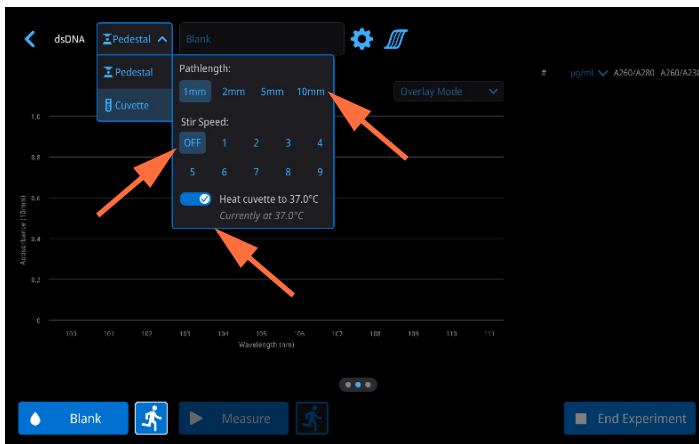 dsDNA
Pedestal
Blank
Pedestal
Cuvette
Pathlength:
1mm 2mm 5mm 10mm
Stir Speed:
OFF 1 2 3 4
5 6 7 8 9
Heat cuvette to 37.0°C
Currently at 37.0°C
Overlay Mode
# µg/mL A260/A280 A260/A230
Absorbance (10mm)
1.0
0.8
0.6
0.4
0.2
0
100 101 102 103 104 105 106 107 108 109 110 111
Wavelength (nm)
Blank
Measure
End Experiment